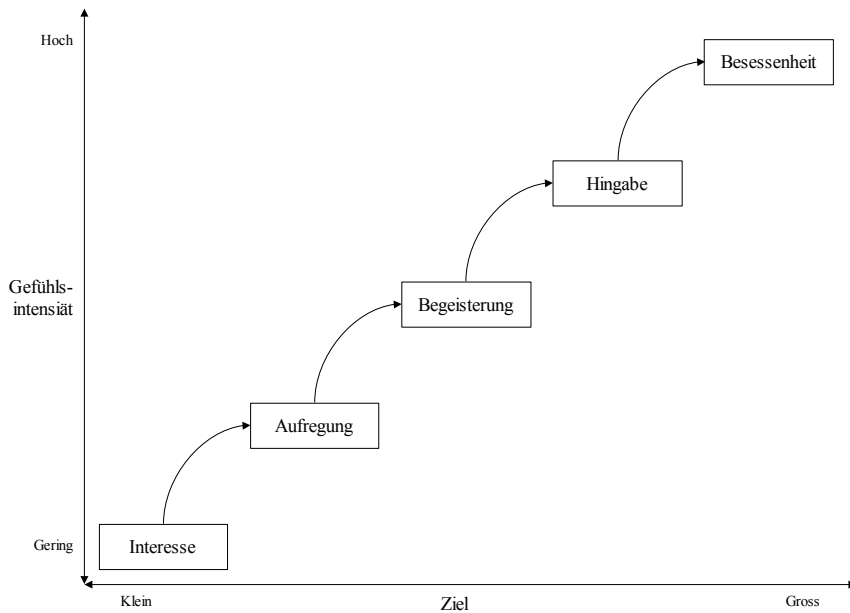 Hoch
Besessenheit
Hingabe
Gefühls-
intensiät
Begeisterung
Aufregung
Gering
Interesse
Klein
Ziel
Gross